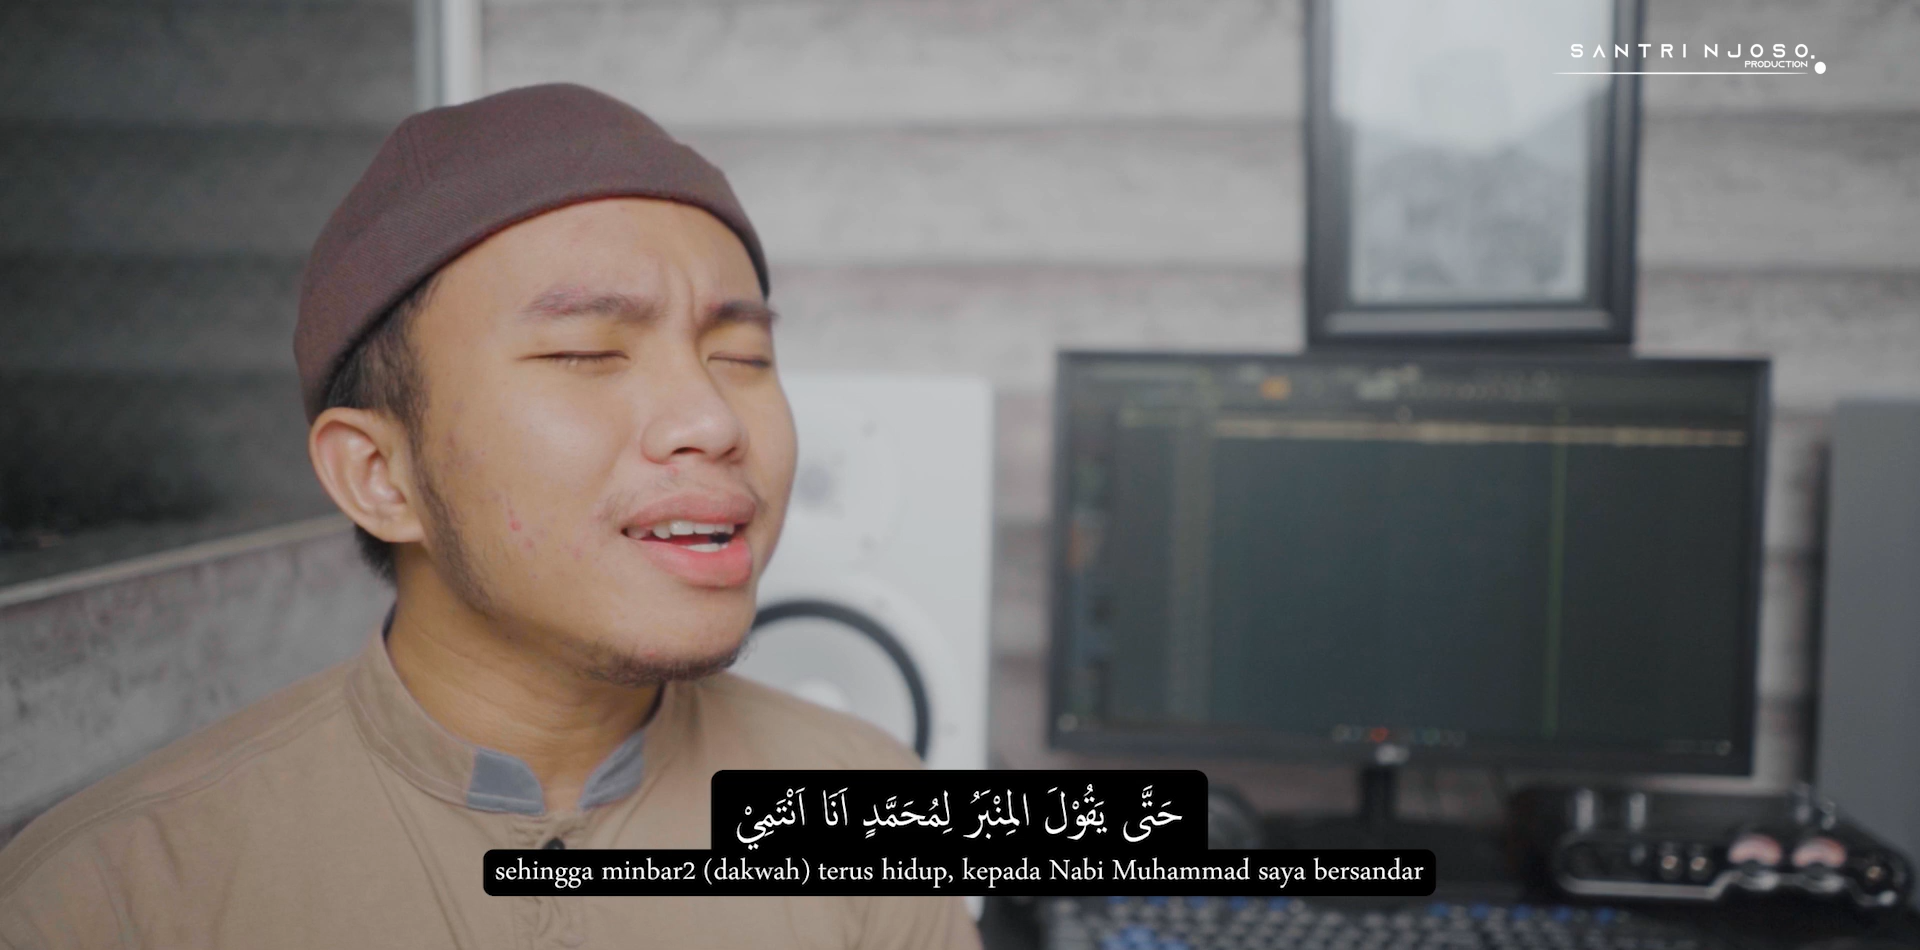 SANTRI NJOSO.
PRODUCTION
حَتَّى يَقُوْلَ المِنْبَرُ لِمُحَمَّدٍ اَنَا اَنْتَمِيْ
sehingga minbar2 (dakwah) terus hidup, kepada Nabi Muhammad saya bersandar